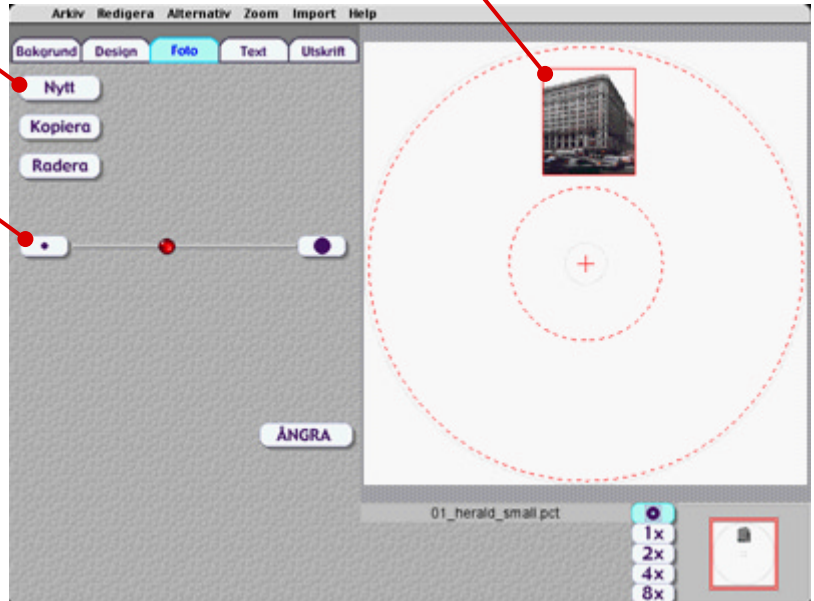 Arkiv Redigera Alternativ Zoom Import Help
Bakgrund Design Foto Text Utskrift
Nytt
Kopiera
Radera
ÅNGRA
01_herald_small.pct
1x
2x
4x
8x